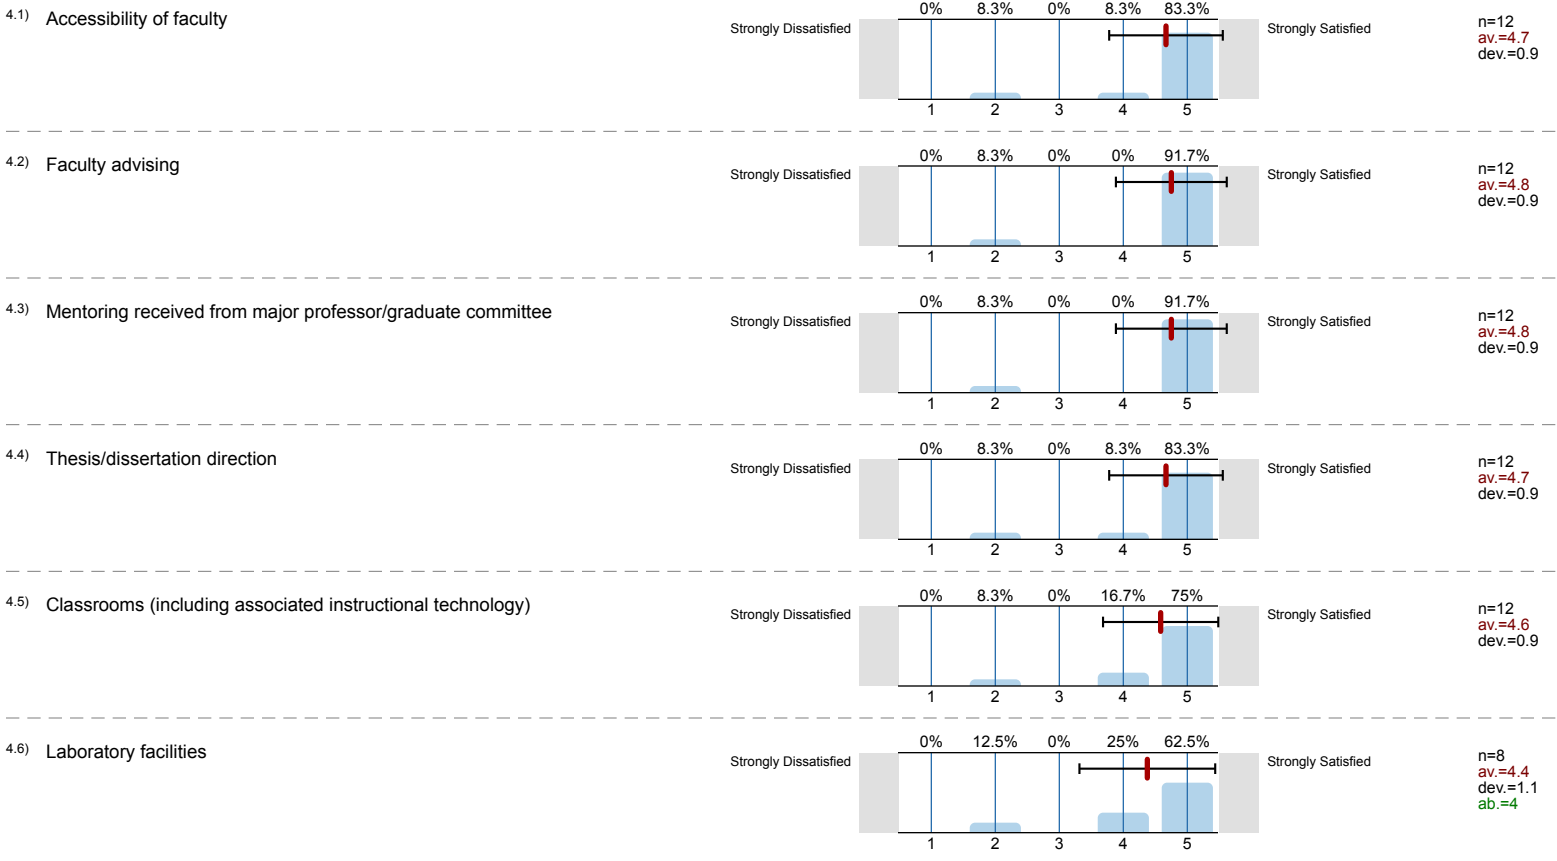 4.1) Accessibility of faculty
0% 8.3% 0% 8.3% 83.3%
Strongly Dissatisfied Strongly Satisfied
n=12
av.=4.7
dev.=0.9
1 2 3 4 5
4.2) Faculty advising
0% 8.3% 0% 0% 91.7%
Strongly Dissatisfied Strongly Satisfied
n=12
av.=4.8
dev.=0.9
1 2 3 4 5
4.3) Mentoring received from major professor/graduate committee
0% 8.3% 0% 0% 91.7%
Strongly Dissatisfied Strongly Satisfied
n=12
av.=4.8
dev.=0.9
1 2 3 4 5
4.4) Thesis/dissertation direction
0% 8.3% 0% 8.3% 83.3%
Strongly Dissatisfied Strongly Satisfied
n=12
av.=4.7
dev.=0.9
1 2 3 4 5
4.5) Classrooms (including associated instructional technology)
0% 8.3% 0% 16.7% 75%
Strongly Dissatisfied Strongly Satisfied
n=12
av.=4.6
dev.=0.9
1 2 3 4 5
4.6) Laboratory facilities
0% 12.5% 0% 25% 62.5%
Strongly Dissatisfied Strongly Satisfied
n=8
av.=4.4
dev.=1.1
ab.=4
1 2 3 4 5